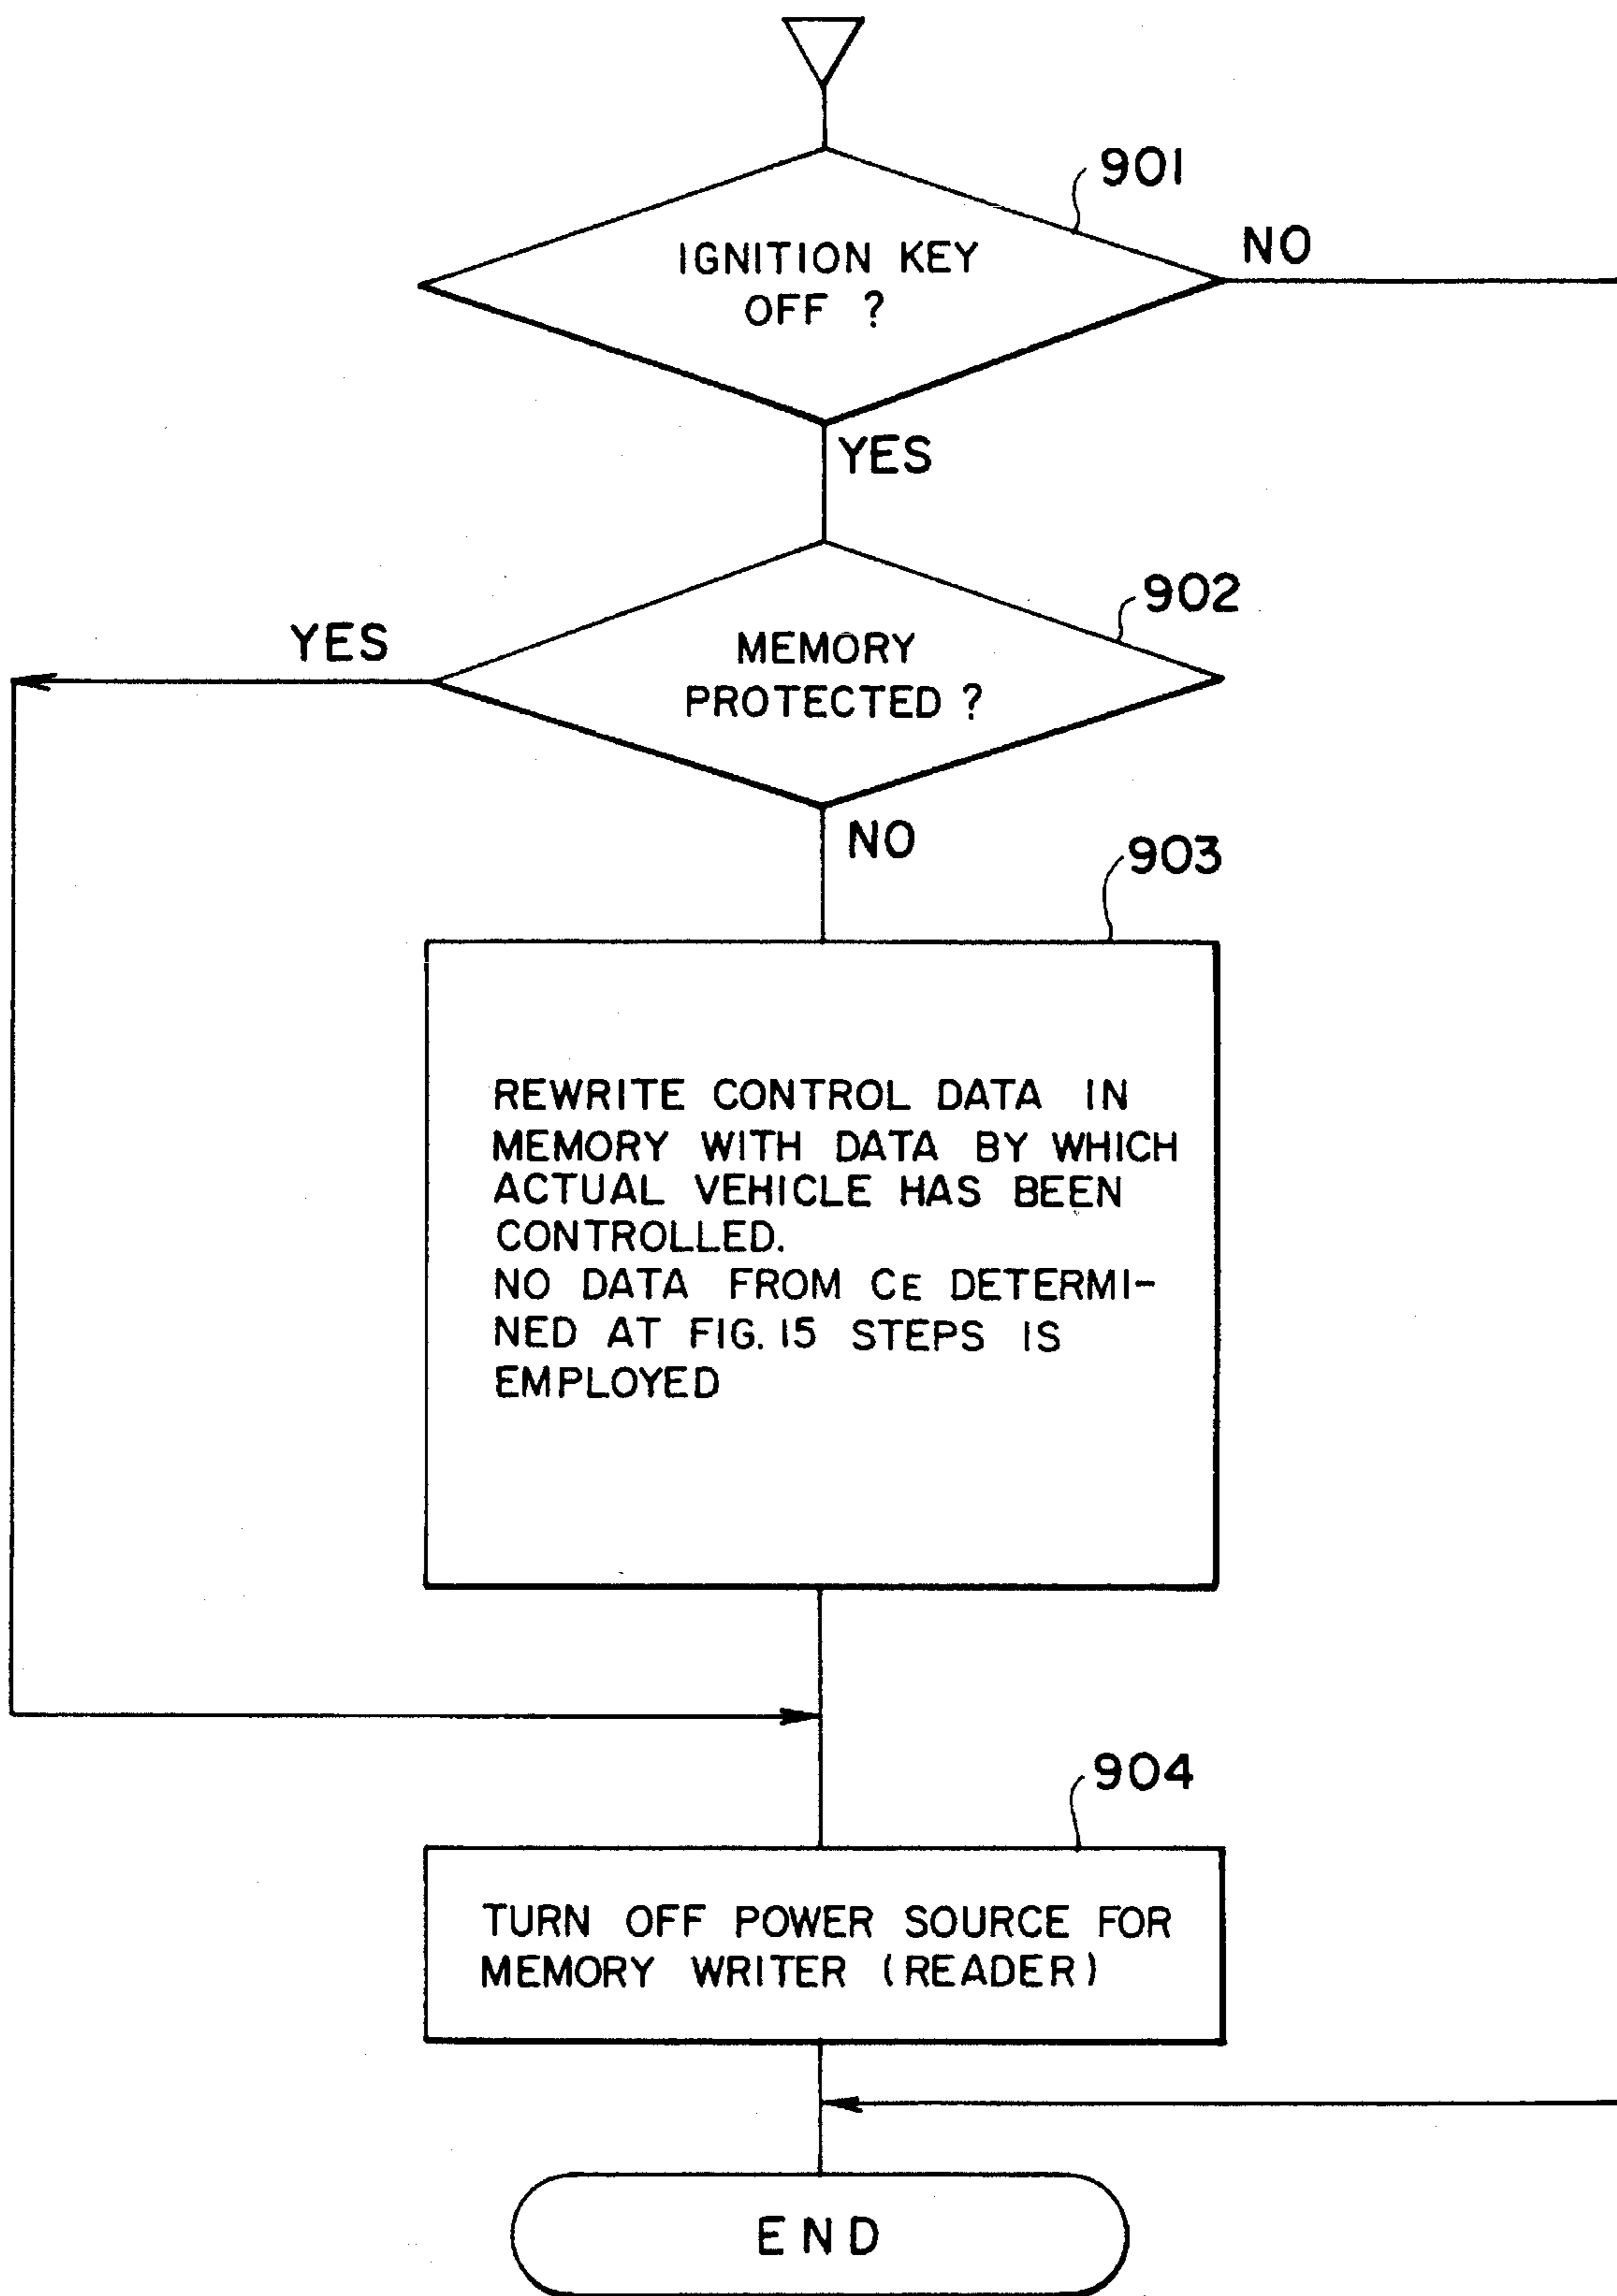 901
IGNITION KEY
OFF ?
NO
YES
902
YES
MEMORY
PROTECTED ?
NO
903
REWRITE CONTROL DATA IN
MEMORY WITH DATA BY WHICH
ACTUAL VEHICLE HAS BEEN
CONTROLLED.
NO DATA FROM CE DETERMI-
NED AT FIG. 15 STEPS IS
EMPLOYED
904
TURN OFF POWER SOURCE FOR
MEMORY WRITER (READER)
END